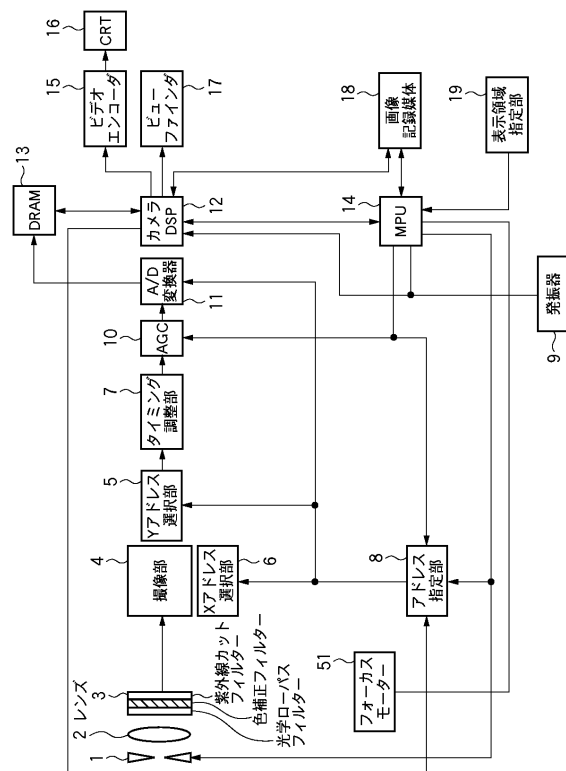 1
2 レンズ
3
紫外線カット
フィルター
色補正フィルター
光学ローパス
フィルター
4
撮像部
5
Yアドレス
選択部
6
Xアドレス
選択部
7
タイミング
調整部
8
アドレス
指定部
51
フォーカス
モーター
10
AGC
11
A/D
変換器
9
発振器
13
DRAM
12
カメラ
DSP
14
MPU
15
ビデオ
エンコーダ
16
CRT
17
ビュー
ファインダ
18
画像
記録媒体
19
表示領域
指定部